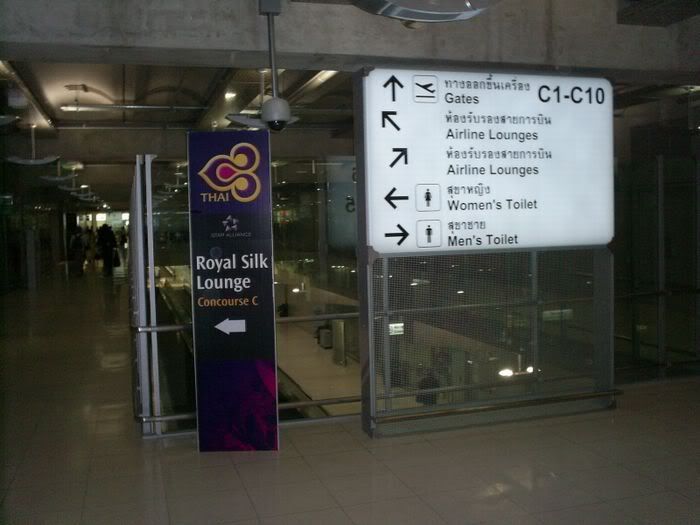 THAI
STAR ALLIANCE
Royal Silk
Lounge
Concourse C
ทางออกขึ้นเครื่อง
Gates
C1-C10
ห้องรับรองสายการบิน
Airline Lounges
ห้องรับรองสายการบิน
Airline Lounges
สุขาหญิง
Women's Toilet
สุขาชาย
Men's Toilet